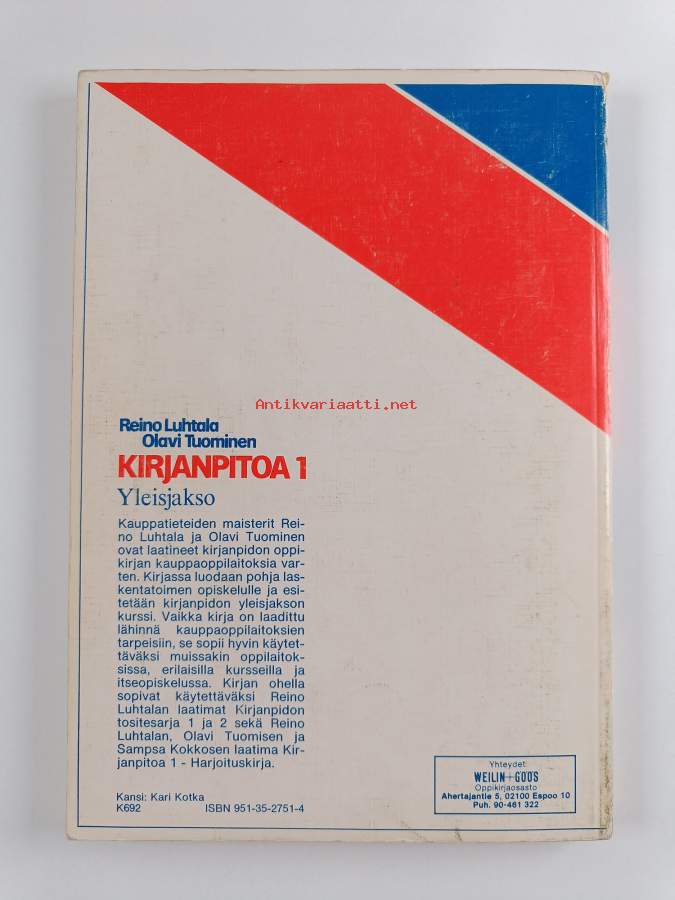 Antikvariaatti.net
Reino Luhtala
Olavi Tuominen
KIRJANPITOA 1
Yleisjakso
Kauppatieteiden maisterit Rei-
no Luhtala ja Olavi Tuominen
ovat laatineet kirjanpidon oppi-
kirjan kauppaoppilaitoksia var-
ten. Kirjassa luodaan pohja las-
kentatoimen opiskelulle ja esi-
tetään kirjanpidon yleisjakson
kurssi. Vaikka kirja on laadittu
lähinnä kauppaoppilaitoksien
tarpeisiin, se sopii hyvin käytet-
täväksi muissakin oppilaitok-
sissa, erilaisilla kursseilla ja
itseopiskelussa. Kirjan ohella
sopivat käytettäväksi Reino
Luhtalan laatimat Kirjanpidon
tositesarja 1 ja 2 sekä Reino
Luhtalan, Olavi Tuomisen ja
Sampsa Kokkosen laatima Kir-
janpitoa 1 - Harjoituskirja.
Kansi: Kari Kotka
K692 ISBN 951-35-2751-4
Yhteydet:
WEILIN+GÖÖS
Oppikirjaosasto
Ahertajantie 5, 02100 Espoo 10
Puh. 90-461 322